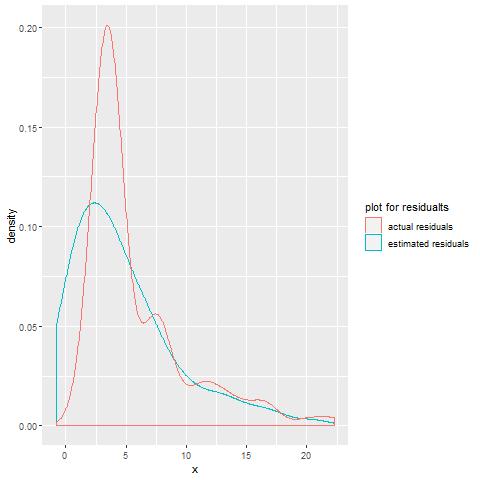 0.20
0.15
0.10
0.05
0.00
density
0
5
10
15
20
x
plot for residualts
actual residuals
estimated residuals